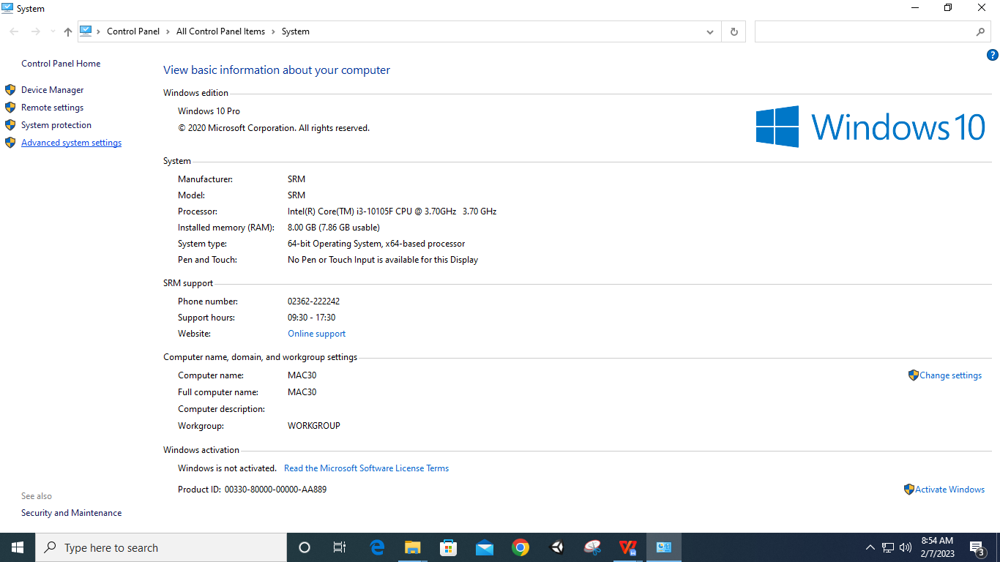 System
Control Panel › All Control Panel Items › System
Control Panel Home
Device Manager
Remote settings
System protection
Advanced system settings
View basic information about your computer
Windows edition
Windows 10 Pro
© 2020 Microsoft Corporation. All rights reserved.
Windows 10
System
Manufacturer: SRM
Model: SRM
Processor: Intel(R) Core(TM) i3-10105F CPU @ 3.70GHz 3.70 GHz
Installed memory (RAM): 8.00 GB (7.86 GB usable)
System type: 64-bit Operating System, x64-based processor
Pen and Touch: No Pen or Touch Input is available for this Display
SRM support
Phone number: 02362-222242
Support hours: 09:30 - 17:30
Website: Online support
Computer name, domain, and workgroup settings
Computer name: MAC30
Change settings
Full computer name: MAC30
Computer description:
Workgroup: WORKGROUP
Windows activation
Windows is not activated. Read the Microsoft Software License Terms
Product ID: 00330-80000-00000-AA889
Activate Windows
See also
Security and Maintenance
Type here to search
8:54 AM
2/7/2023
3